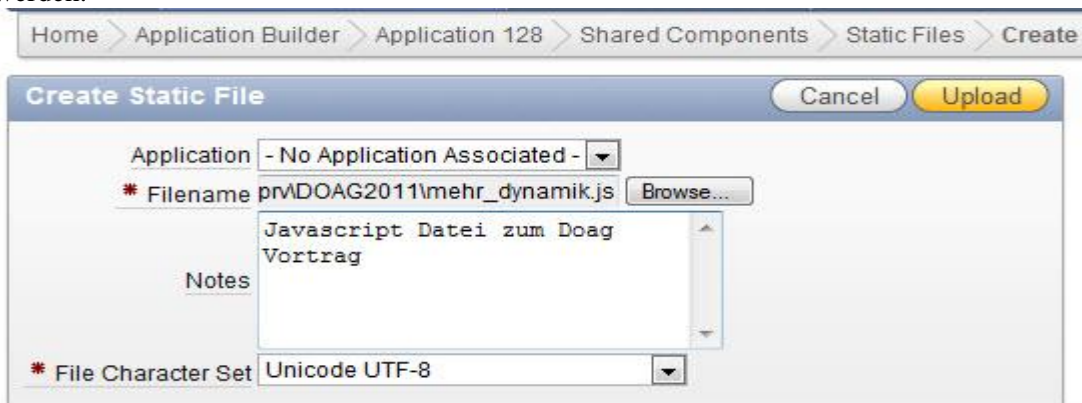 Home > Application Builder > Application 128 > Shared Components > Static Files > Create
Create Static File Cancel Upload
Application - No Application Associated -
* Filename prv\DOAG2011\mehr_dynamik.js Browse...
Javascript Datei zum Doag
Vortrag
Notes
* File Character Set Unicode UTF-8